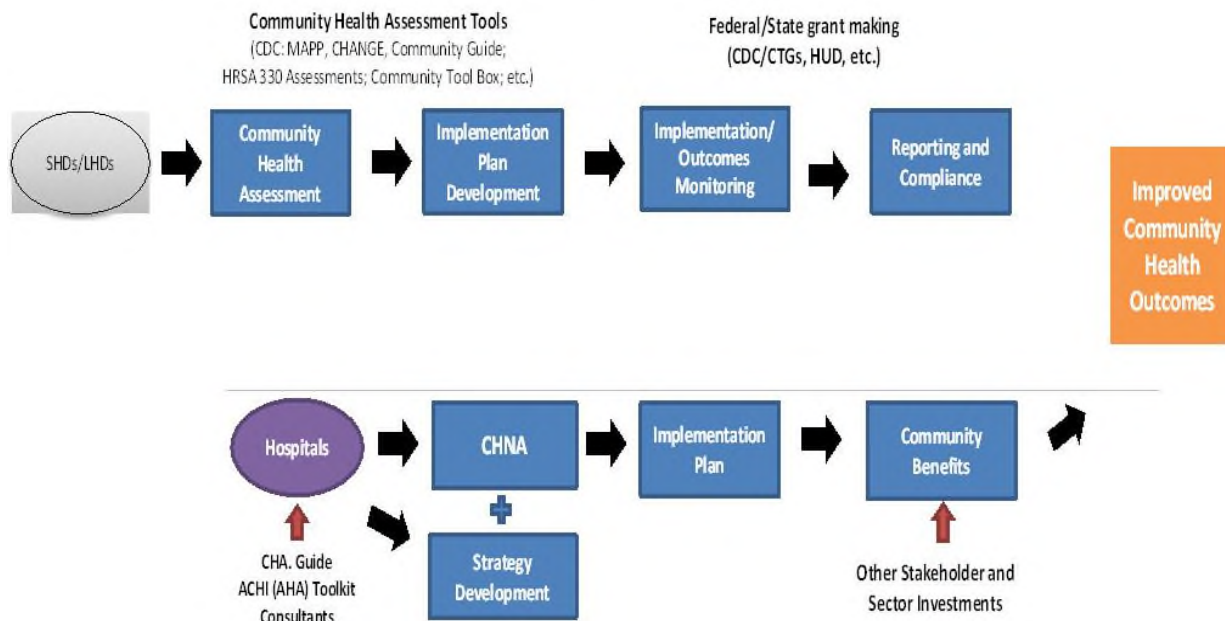 Community Health Assessment Tools
(CDC: MAPP, CHANGE, Community Guide;
HRSA 330 Assessments; Community Tool Box; etc.)
Federal/State grant making
(CDC/CTGs, HUD, etc.)
SHDs/LHDs
Community
Health
Assessment
Implementation
Plan
Development
Implementation/
Outcomes
Monitoring
Reporting and
Compliance
Improved
Community
Health
Outcomes
Hospitals
CHNA
Implementation
Plan
Community
Benefits
CHA. Guide
ACHI (AHA) Toolkit
Consultants
Strategy
Development
Other Stakeholder and
Sector Investments